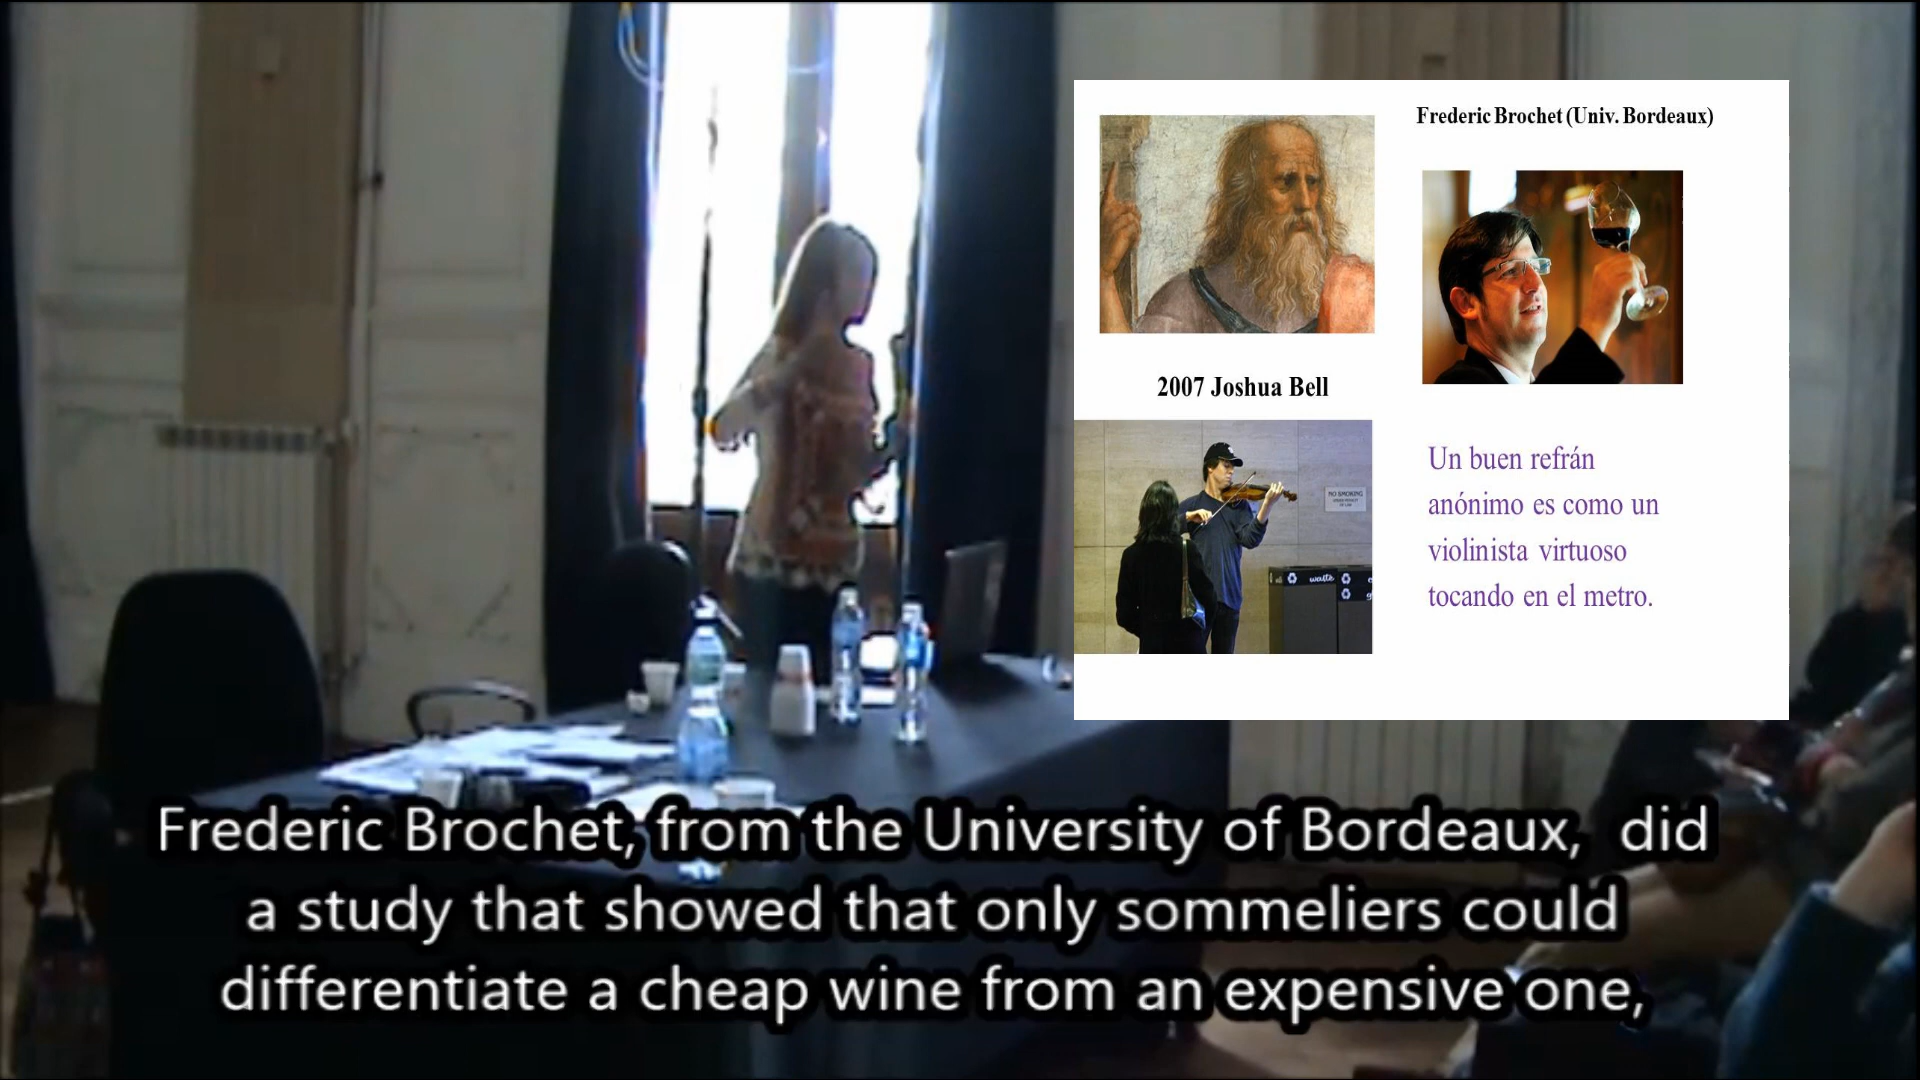 Frederic Brochet (Univ. Bordeaux)
2007 Joshua Bell
NO SMOKING
waste
Un buen refrán
anónimo es como un
violinista virtuoso
tocando en el metro.
Frederic Brochet, from the University of Bordeaux, did
a study that showed that only sommeliers could
differentiate a cheap wine from an expensive one,